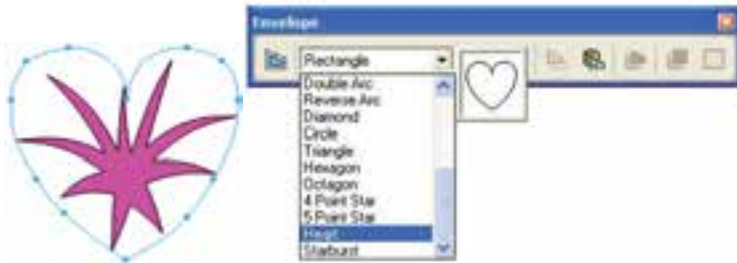 Envelope
Rectangle
Double Arc
Reverse Arc
Diamond
Circle
Triangle
Hexagon
Octagon
4 Point Star
5 Point Star
Heart
Starburst